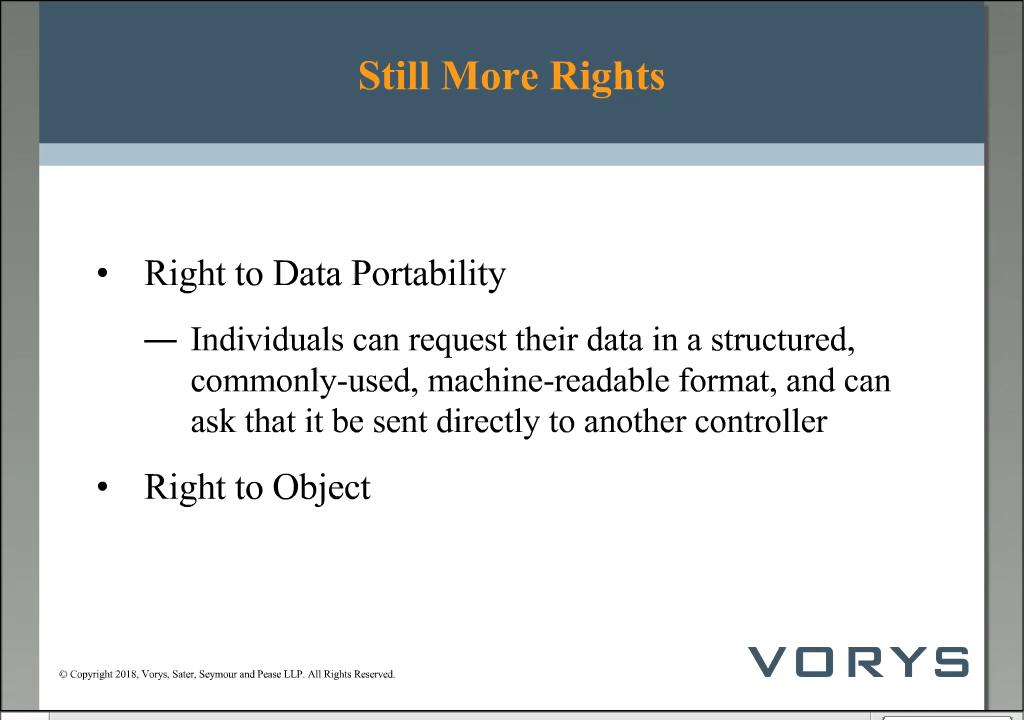 Still More Rights
• Right to Data Portability
— Individuals can request their data in a structured,
commonly-used, machine-readable format, and can
ask that it be sent directly to another controller
• Right to Object
© Copyright 2018, Vorys, Sater, Seymour and Pease LLP. All Rights Reserved.
VORYS